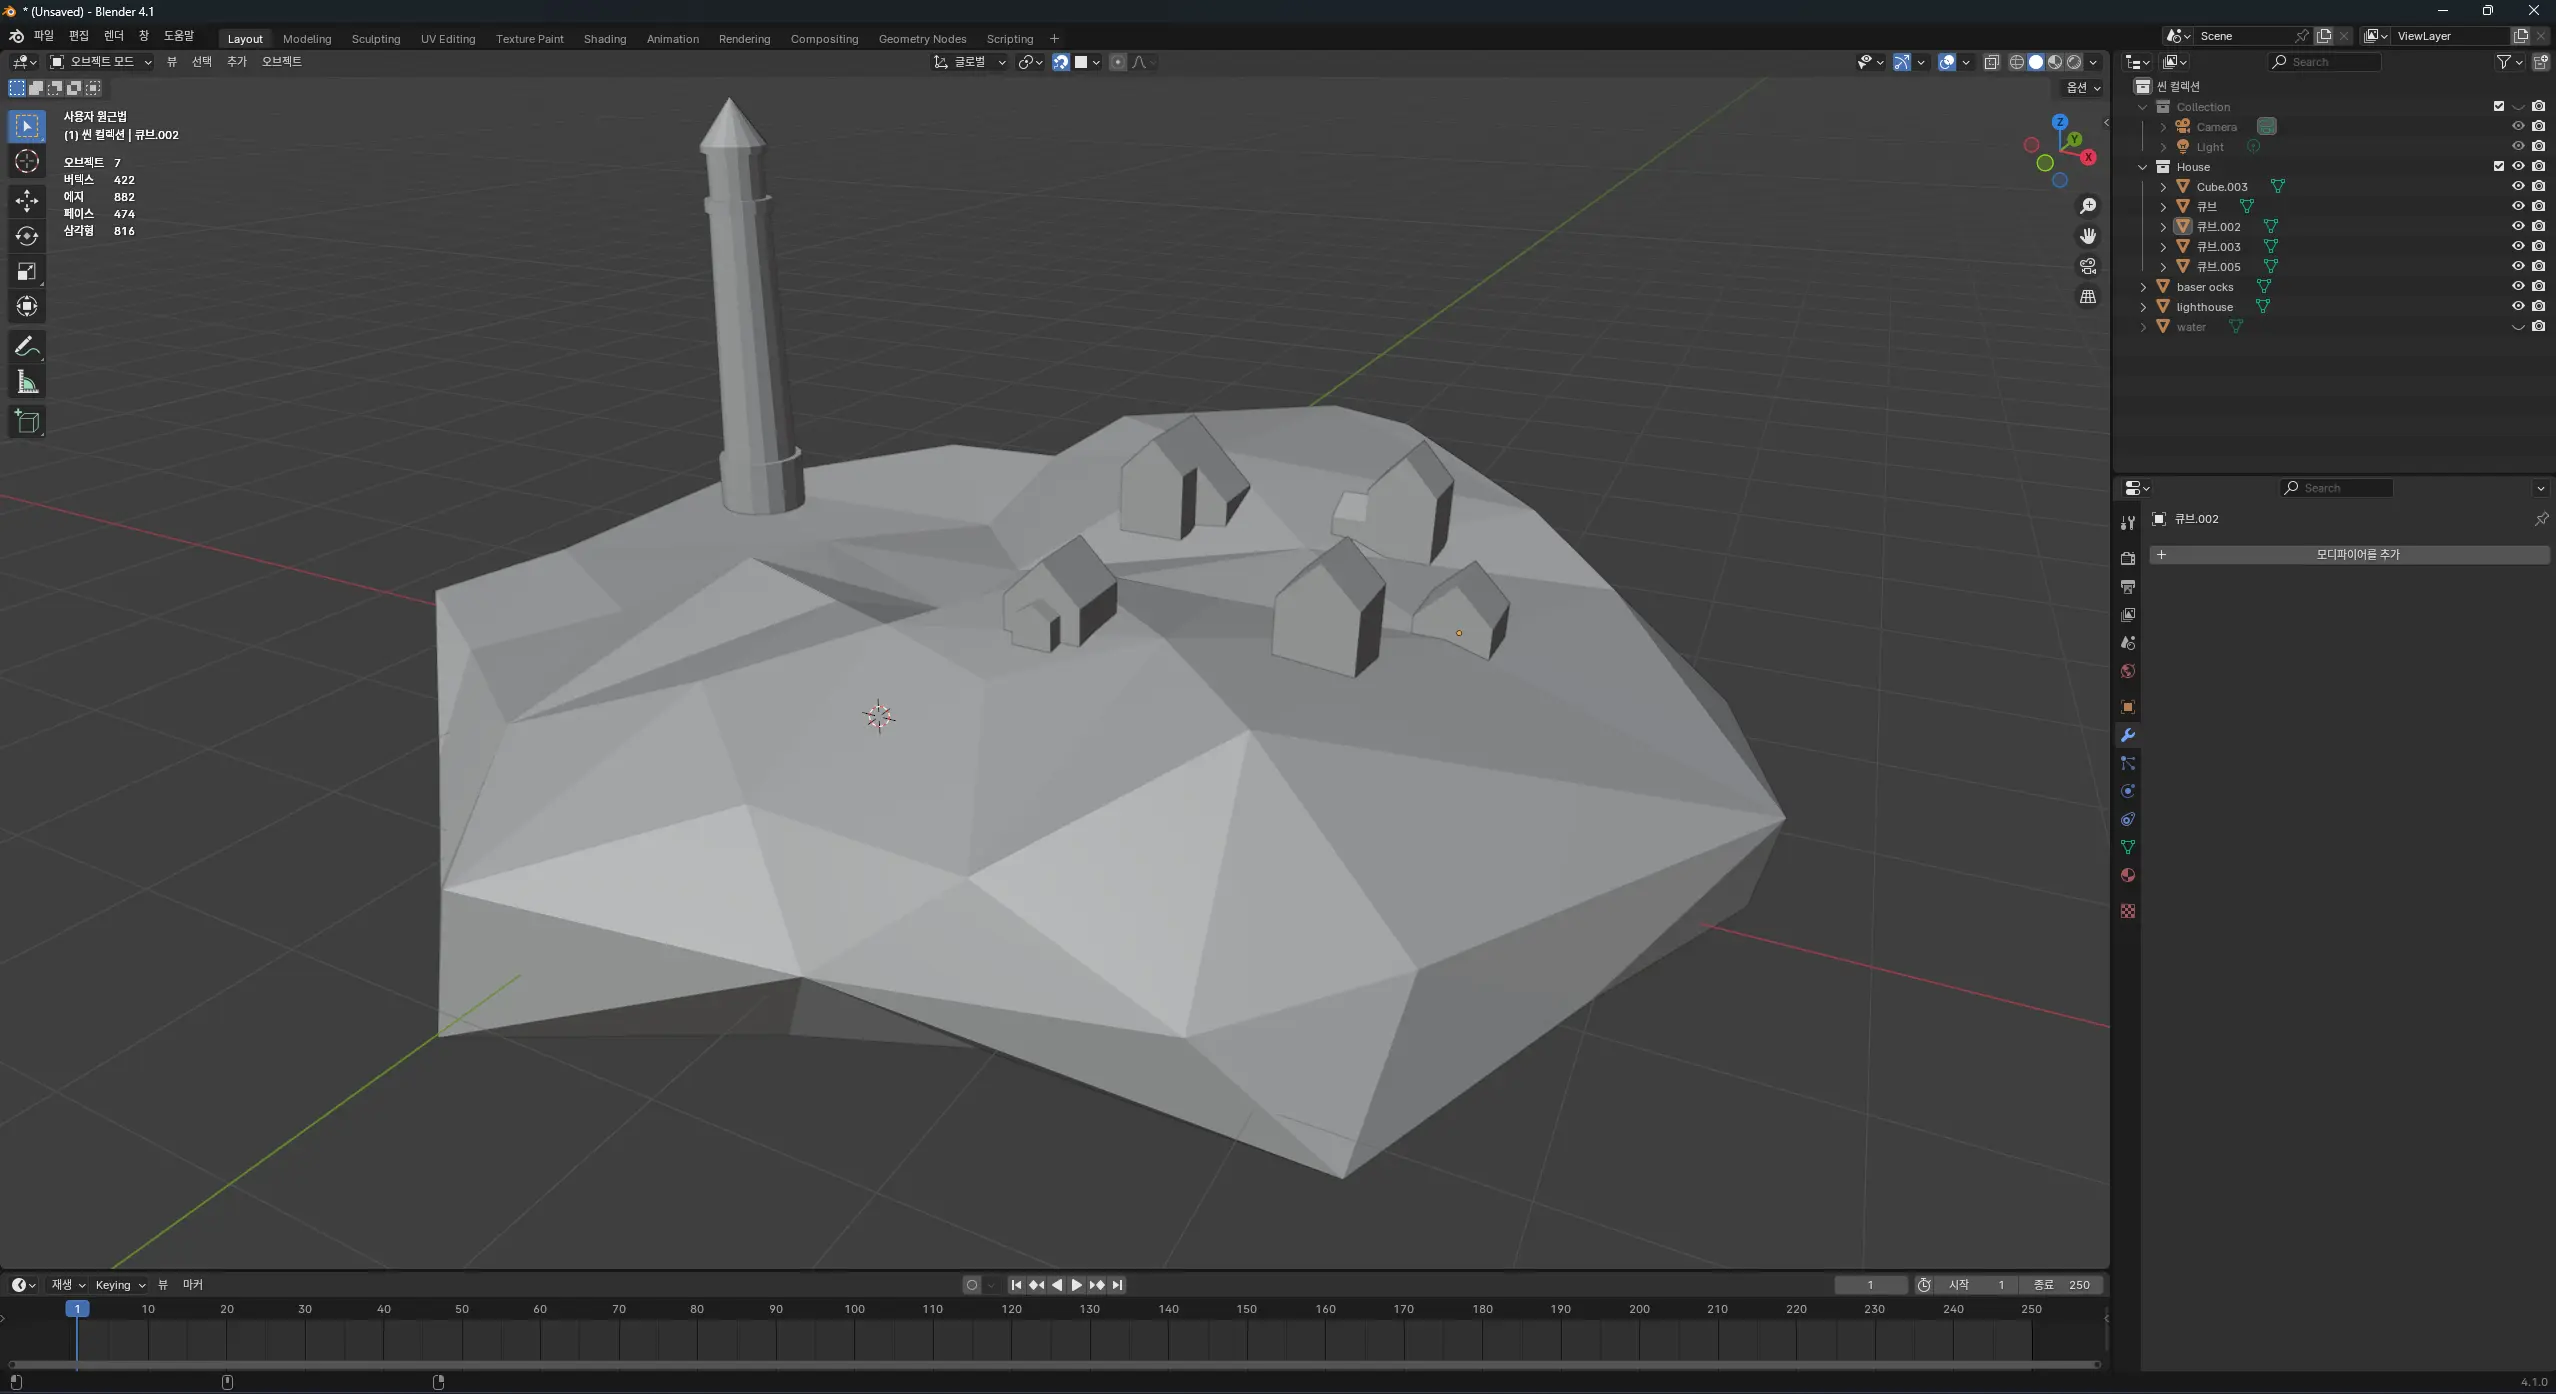 * (Unsaved) - Blender 4.1
파일 편집 렌더 창 도움말 Layout Modeling Sculpting UV Editing Texture Paint Shading Animation Rendering Compositing Geometry Nodes Scripting Scene ViewLayer
오브젝트 모드 뷰 선택 추가 오브젝트 글로벌
옵션
사용자 원근법
(1) 씬 컬렉션 | 큐브.002
오브젝트 7
버텍스 422
에지 882
페이스 474
삼각형 816
Z
Y
X
Search
씬 컬렉션
Collection
Camera
Light
House
Cube.003
큐브
큐브.002
큐브.003
큐브.005
baser ocks
lighthouse
water
Search
큐브.002
모디파이어를 추가
재생 Keying 뷰 마커 1 시작 1 종료 250
1 10 20 30 40 50 60 70 80 90 100 110 120 130 140 150 160 170 180 190 200 210 220 230 240 250
4.1.0